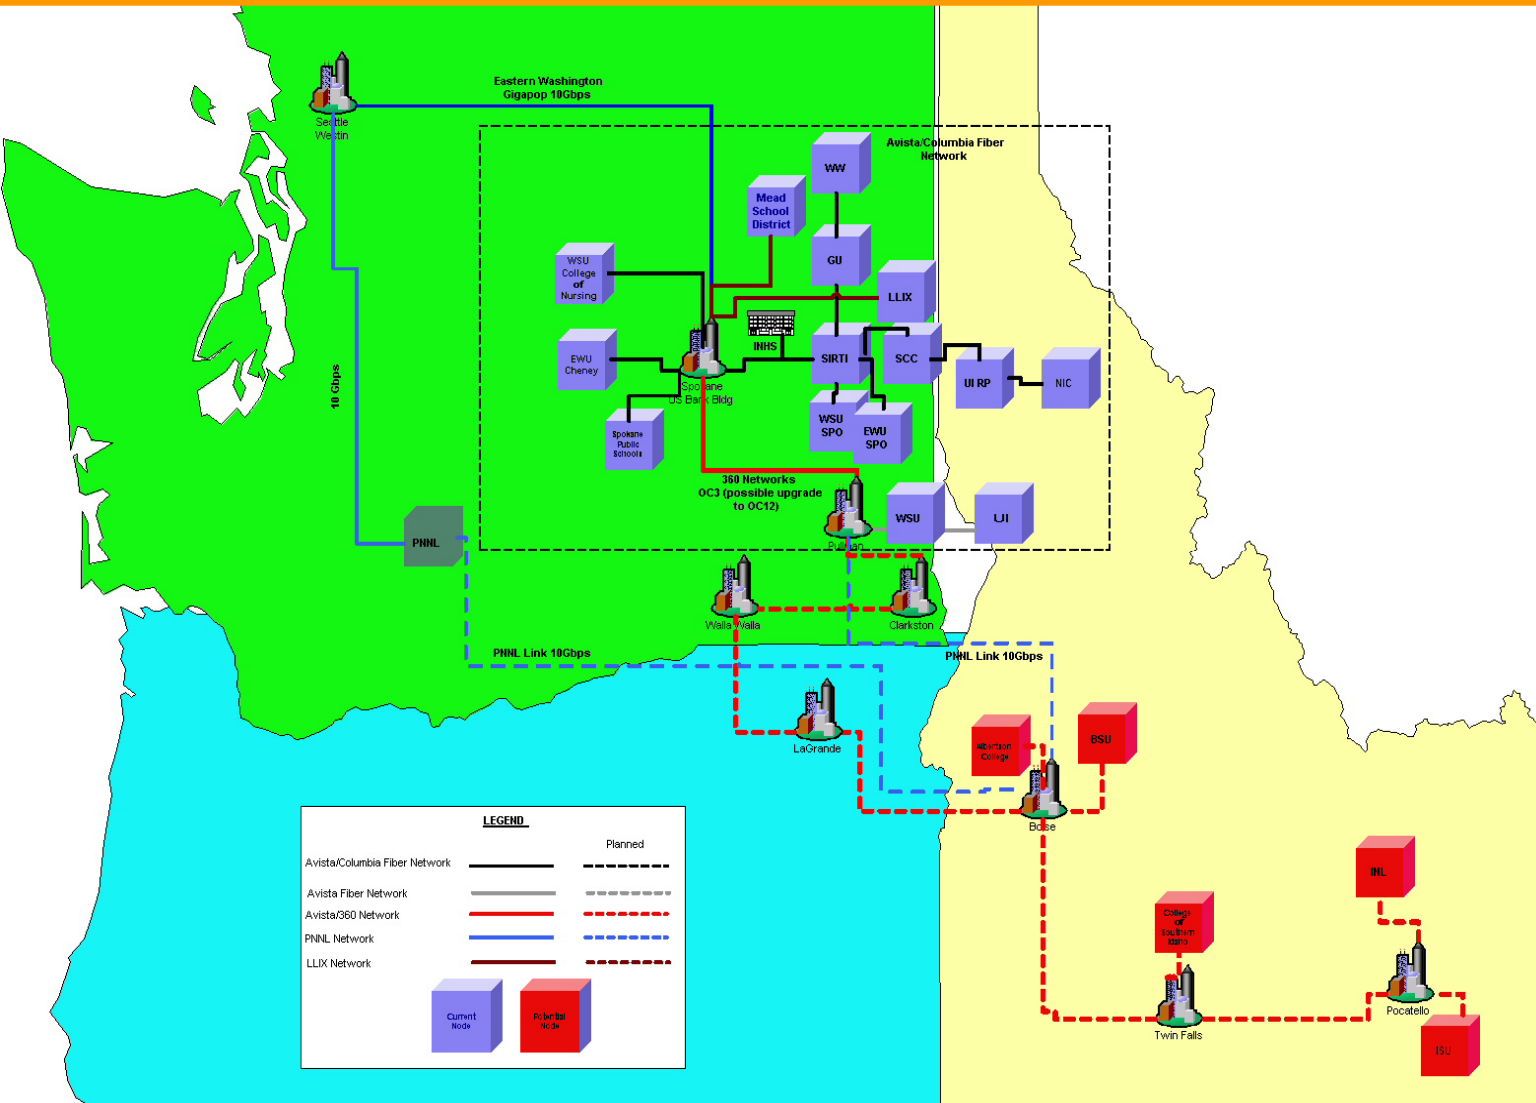 Eastern Washington
Gigapop 10Gbps
Seattle
Westin
Avista/Columbia Fiber
Network
WW
Mead
School
District
GU
WSU
College
of
Nursing
LLIX
INHS
EWU
Cheney
SIRTI
SCC
UI RP
NIC
Spokane
US Bank Bldg
10 Gbps
WSU
SPO
EWU
SPO
Spokane
Public
Schools
360 Networks
OC3 (possible upgrade
to OC12)
WSU
UI
PNNL
Pullman
Walla Walla
Clarkston
PNNL Link 10Gbps
PNNL Link 10Gbps
LaGrande
Albertson
College
BSU
Boise
LEGEND
Planned
Avista/Columbia Fiber Network
Avista Fiber Network
Avista/360 Network
PNNL Network
LLIX Network
Current
Node
Potential
Node
INL
College
of
Southern
Idaho
Pocatello
Twin Falls
ISU